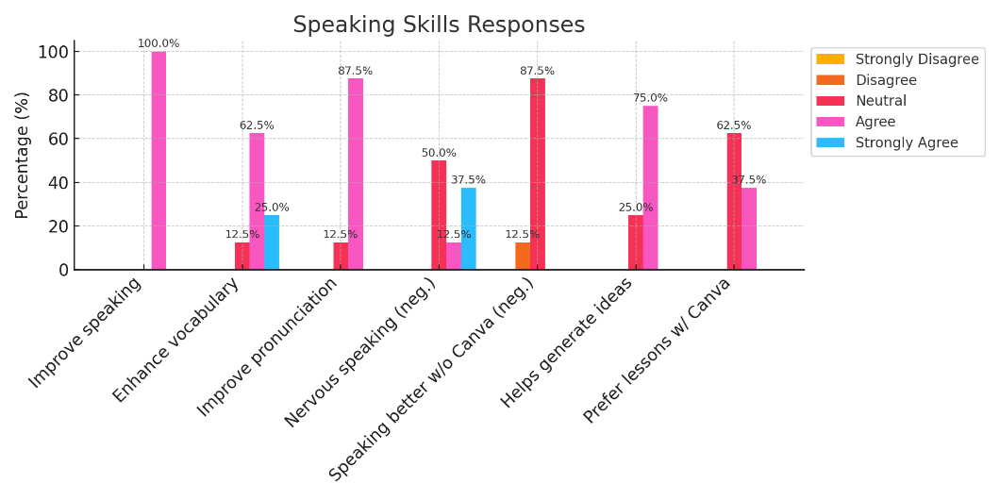 Speaking Skills Responses
Percentage (%)
100
80
60
40
20
0
100.0%
12.5%
62.5%
25.0%
12.5%
87.5%
50.0%
12.5%
37.5%
12.5%
87.5%
25.0%
75.0%
62.5%
37.5%
Improve speaking
Enhance vocabulary
Improve pronunciation
Nervous speaking (neg.)
Speaking better w/o Canva (neg.)
Helps generate ideas
Prefer lessons w/ Canva
Strongly Disagree
Disagree
Neutral
Agree
Strongly Agree